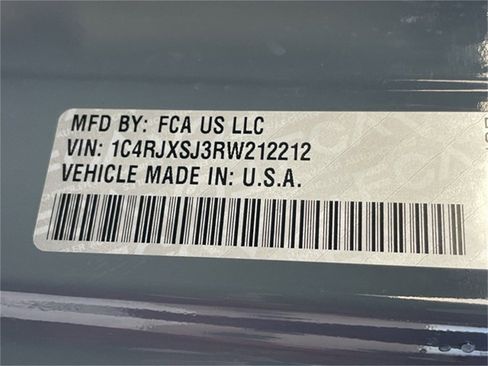 MFD BY: FCA US LLC
VIN: 1C4RJXSJ3RW212212
VEHICLE MADE IN: U.S.A.